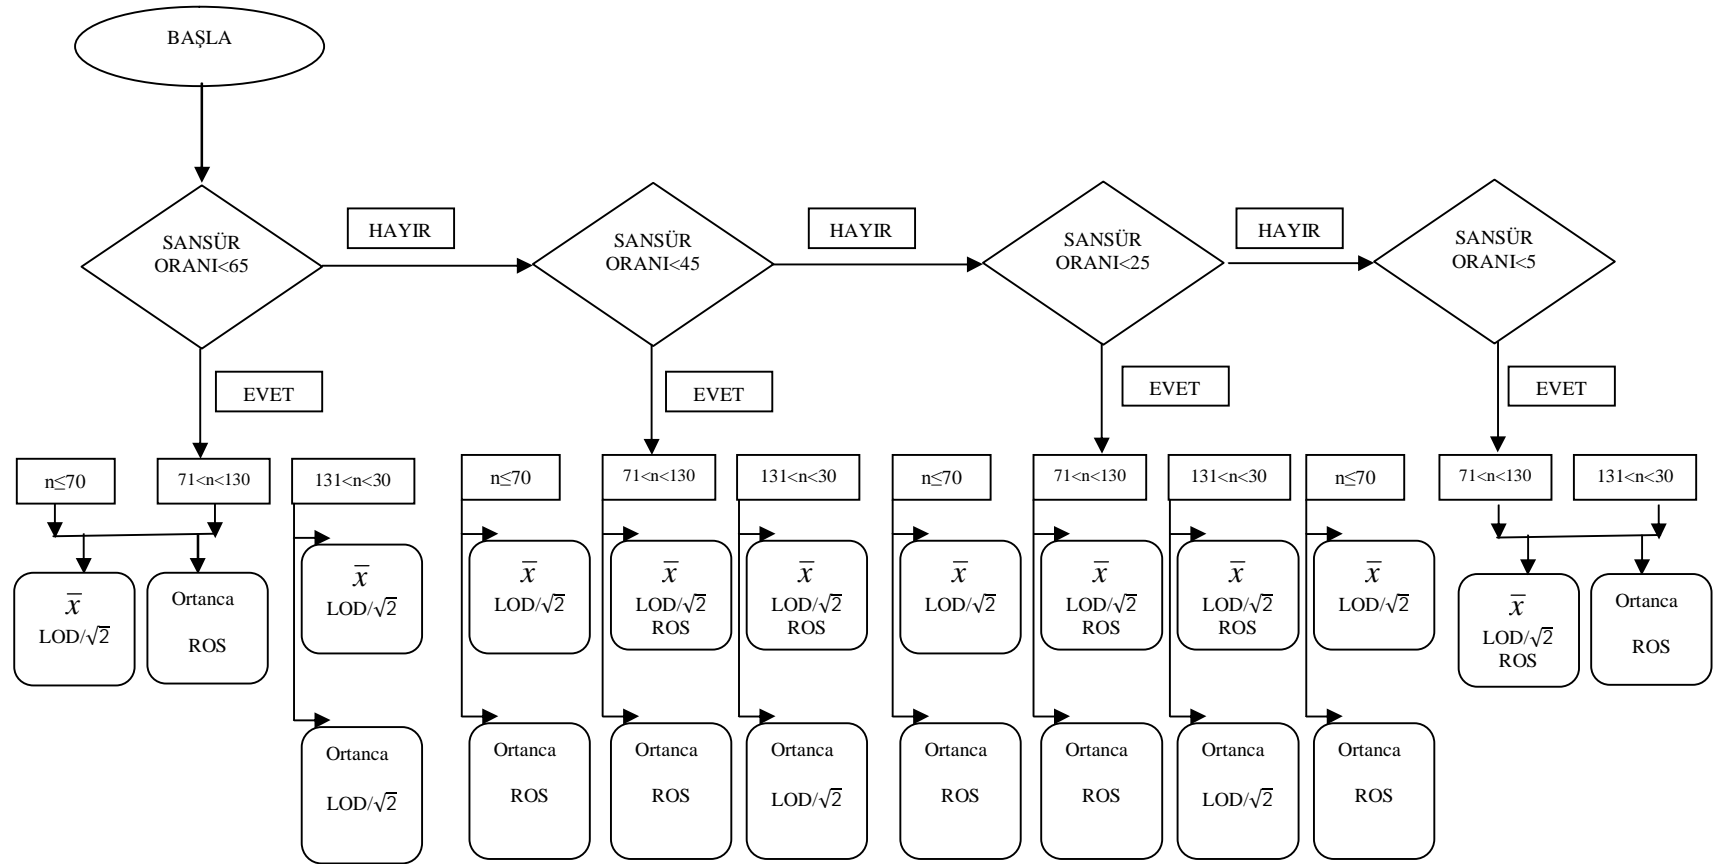 BAŞLA
SANSÜR
ORANI<65
HAYIR
SANSÜR
ORANI<45
HAYIR
SANSÜR
ORANI<25
HAYIR
SANSÜR
ORANI<5
EVET
EVET
EVET
EVET
n≤70
71<n<130
131<n<30
n≤70
71<n<130
131<n<30
n≤70
71<n<130
131<n<30
n≤70
71<n<130
131<n<30
x̅
LOD/√2
Ortanca
ROS
x̅
LOD/√2
x̅
LOD/√2
x̅
LOD/√2
ROS
x̅
LOD/√2
ROS
x̅
LOD/√2
x̅
LOD/√2
ROS
x̅
LOD/√2
ROS
x̅
LOD/√2
x̅
LOD/√2
ROS
Ortanca
ROS
Ortanca
LOD/√2
Ortanca
ROS
Ortanca
ROS
Ortanca
LOD/√2
Ortanca
ROS
Ortanca
ROS
Ortanca
LOD/√2
Ortanca
ROS